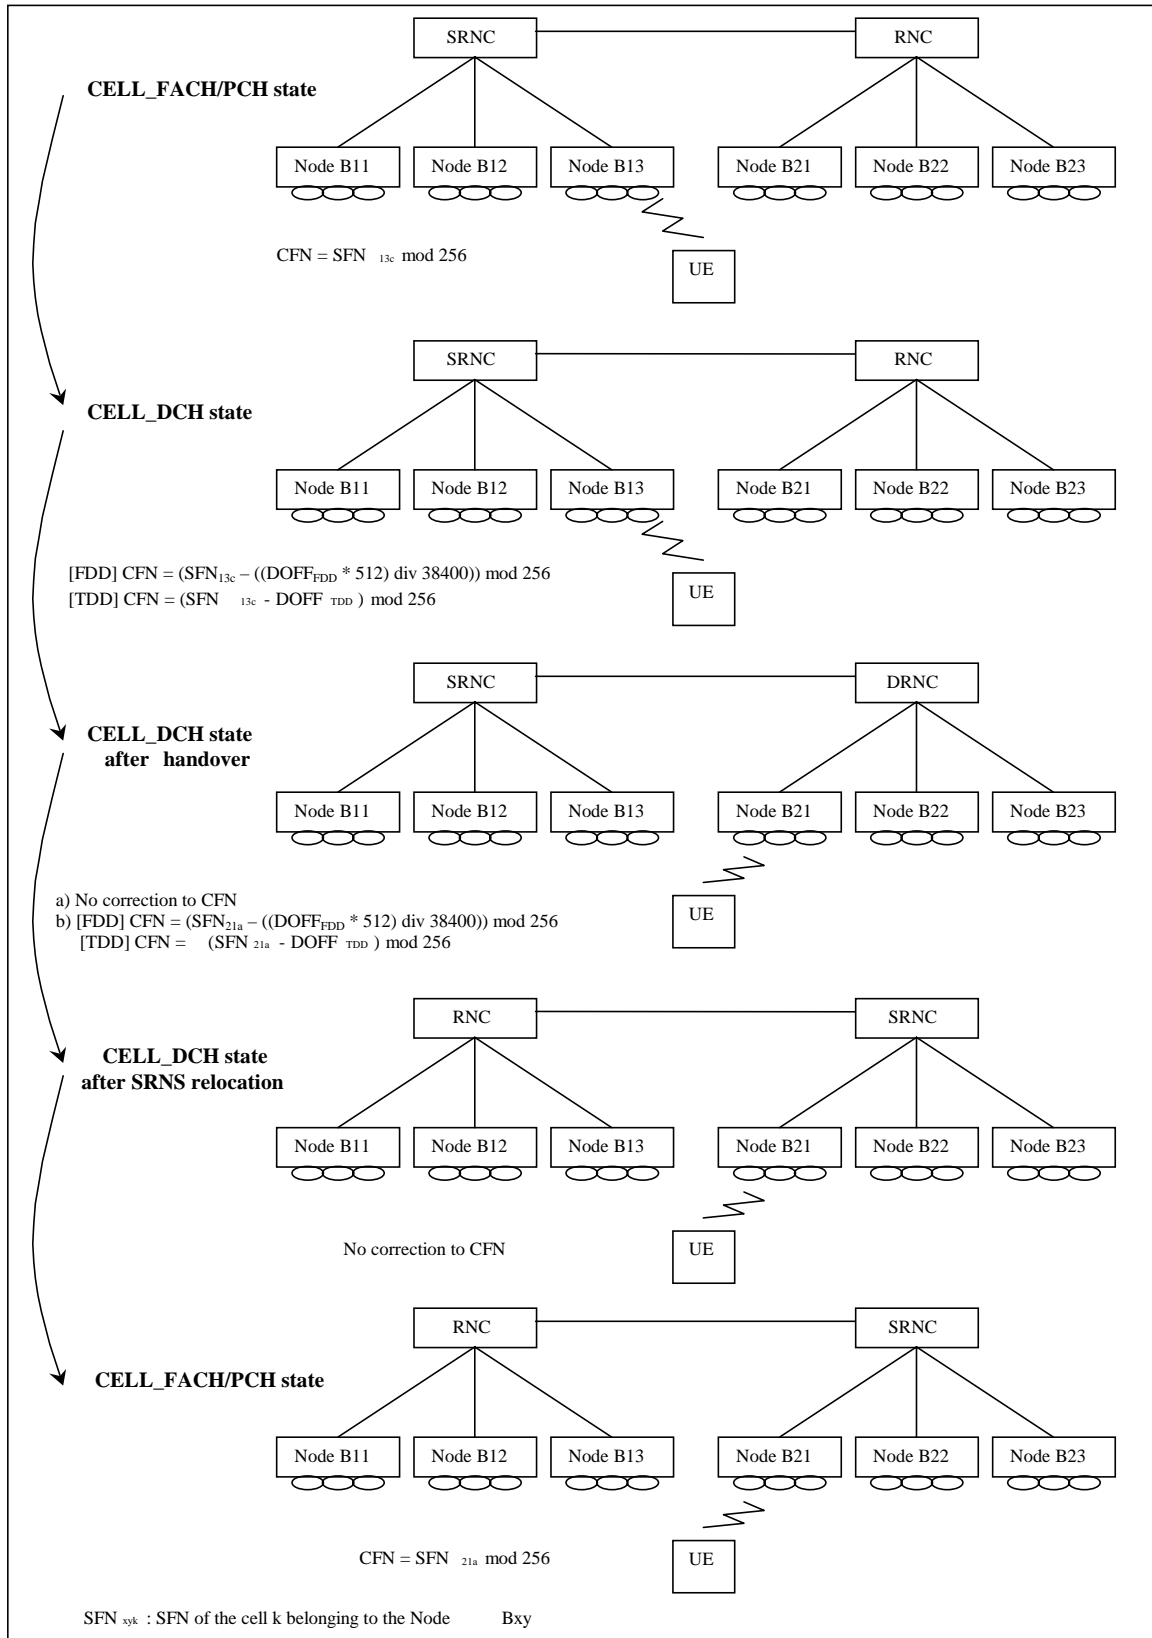 SRNC RNC
CELL_FACH/PCH state
Node B11 Node B12 Node B13 Node B21 Node B22 Node B23
CFN = SFN 13c mod 256
UE
SRNC RNC
CELL_DCH state
Node B11 Node B12 Node B13 Node B21 Node B22 Node B23
[FDD] CFN = (SFN13c – ((DOFFFDD * 512) div 38400)) mod 256
[TDD] CFN = (SFN 13c - DOFF TDD ) mod 256
UE
SRNC DRNC
CELL_DCH state
after handover
Node B11 Node B12 Node B13 Node B21 Node B22 Node B23
a) No correction to CFN
b) [FDD] CFN = (SFN21a – ((DOFFFDD * 512) div 38400)) mod 256
[TDD] CFN = (SFN 21a - DOFF TDD ) mod 256
UE
RNC SRNC
CELL_DCH state
after SRNS relocation
Node B11 Node B12 Node B13 Node B21 Node B22 Node B23
No correction to CFN
UE
RNC SRNC
CELL_FACH/PCH state
Node B11 Node B12 Node B13 Node B21 Node B22 Node B23
CFN = SFN 21a mod 256
UE
SFN xyk : SFN of the cell k belonging to the Node Bxy